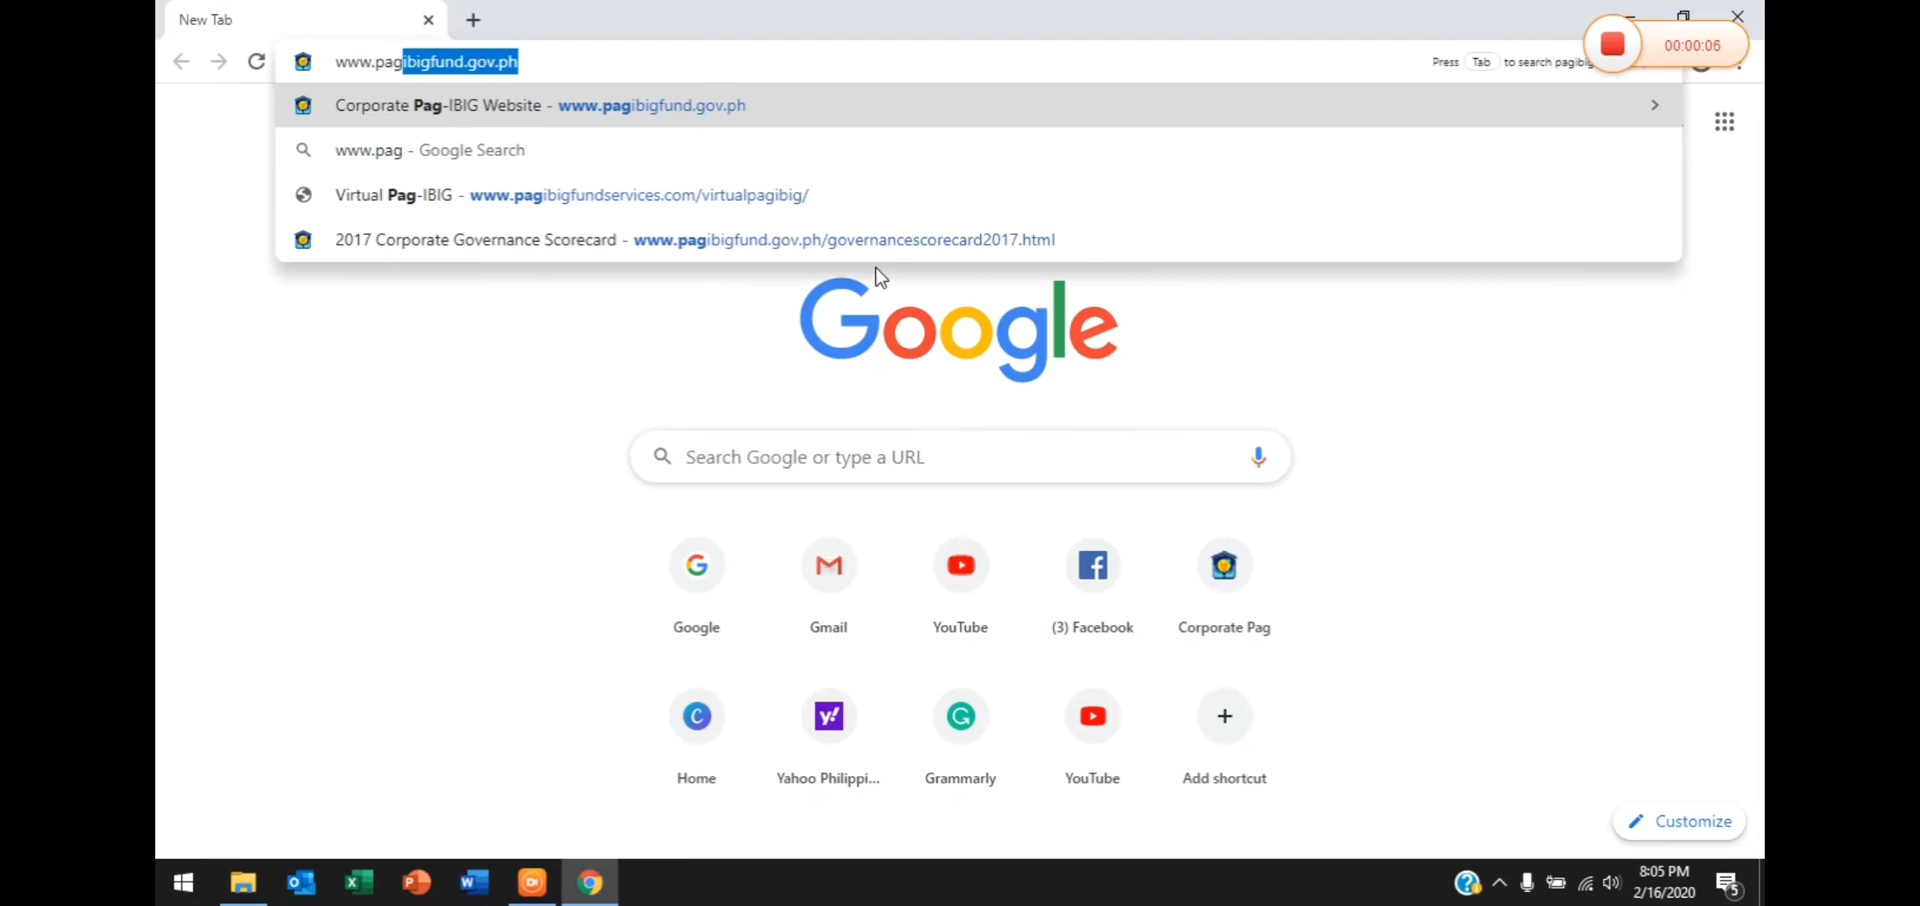 New Tab
00:00:06
www.pagibigfund.gov.ph
Press Tab to search pagibig
Corporate Pag-IBIG Website - www.pagibigfund.gov.ph
www.pag - Google Search
Virtual Pag-IBIG - www.pagibigfundservices.com/virtualpagibig/
2017 Corporate Governance Scorecard - www.pagibigfund.gov.ph/governancescorecard2017.html
Google
Search Google or type a URL
Google
Gmail
YouTube
(3) Facebook
Corporate Pag
Home
Yahoo Philippi...
Grammarly
YouTube
Add shortcut
Customize
8:05 PM
2/16/2020
5